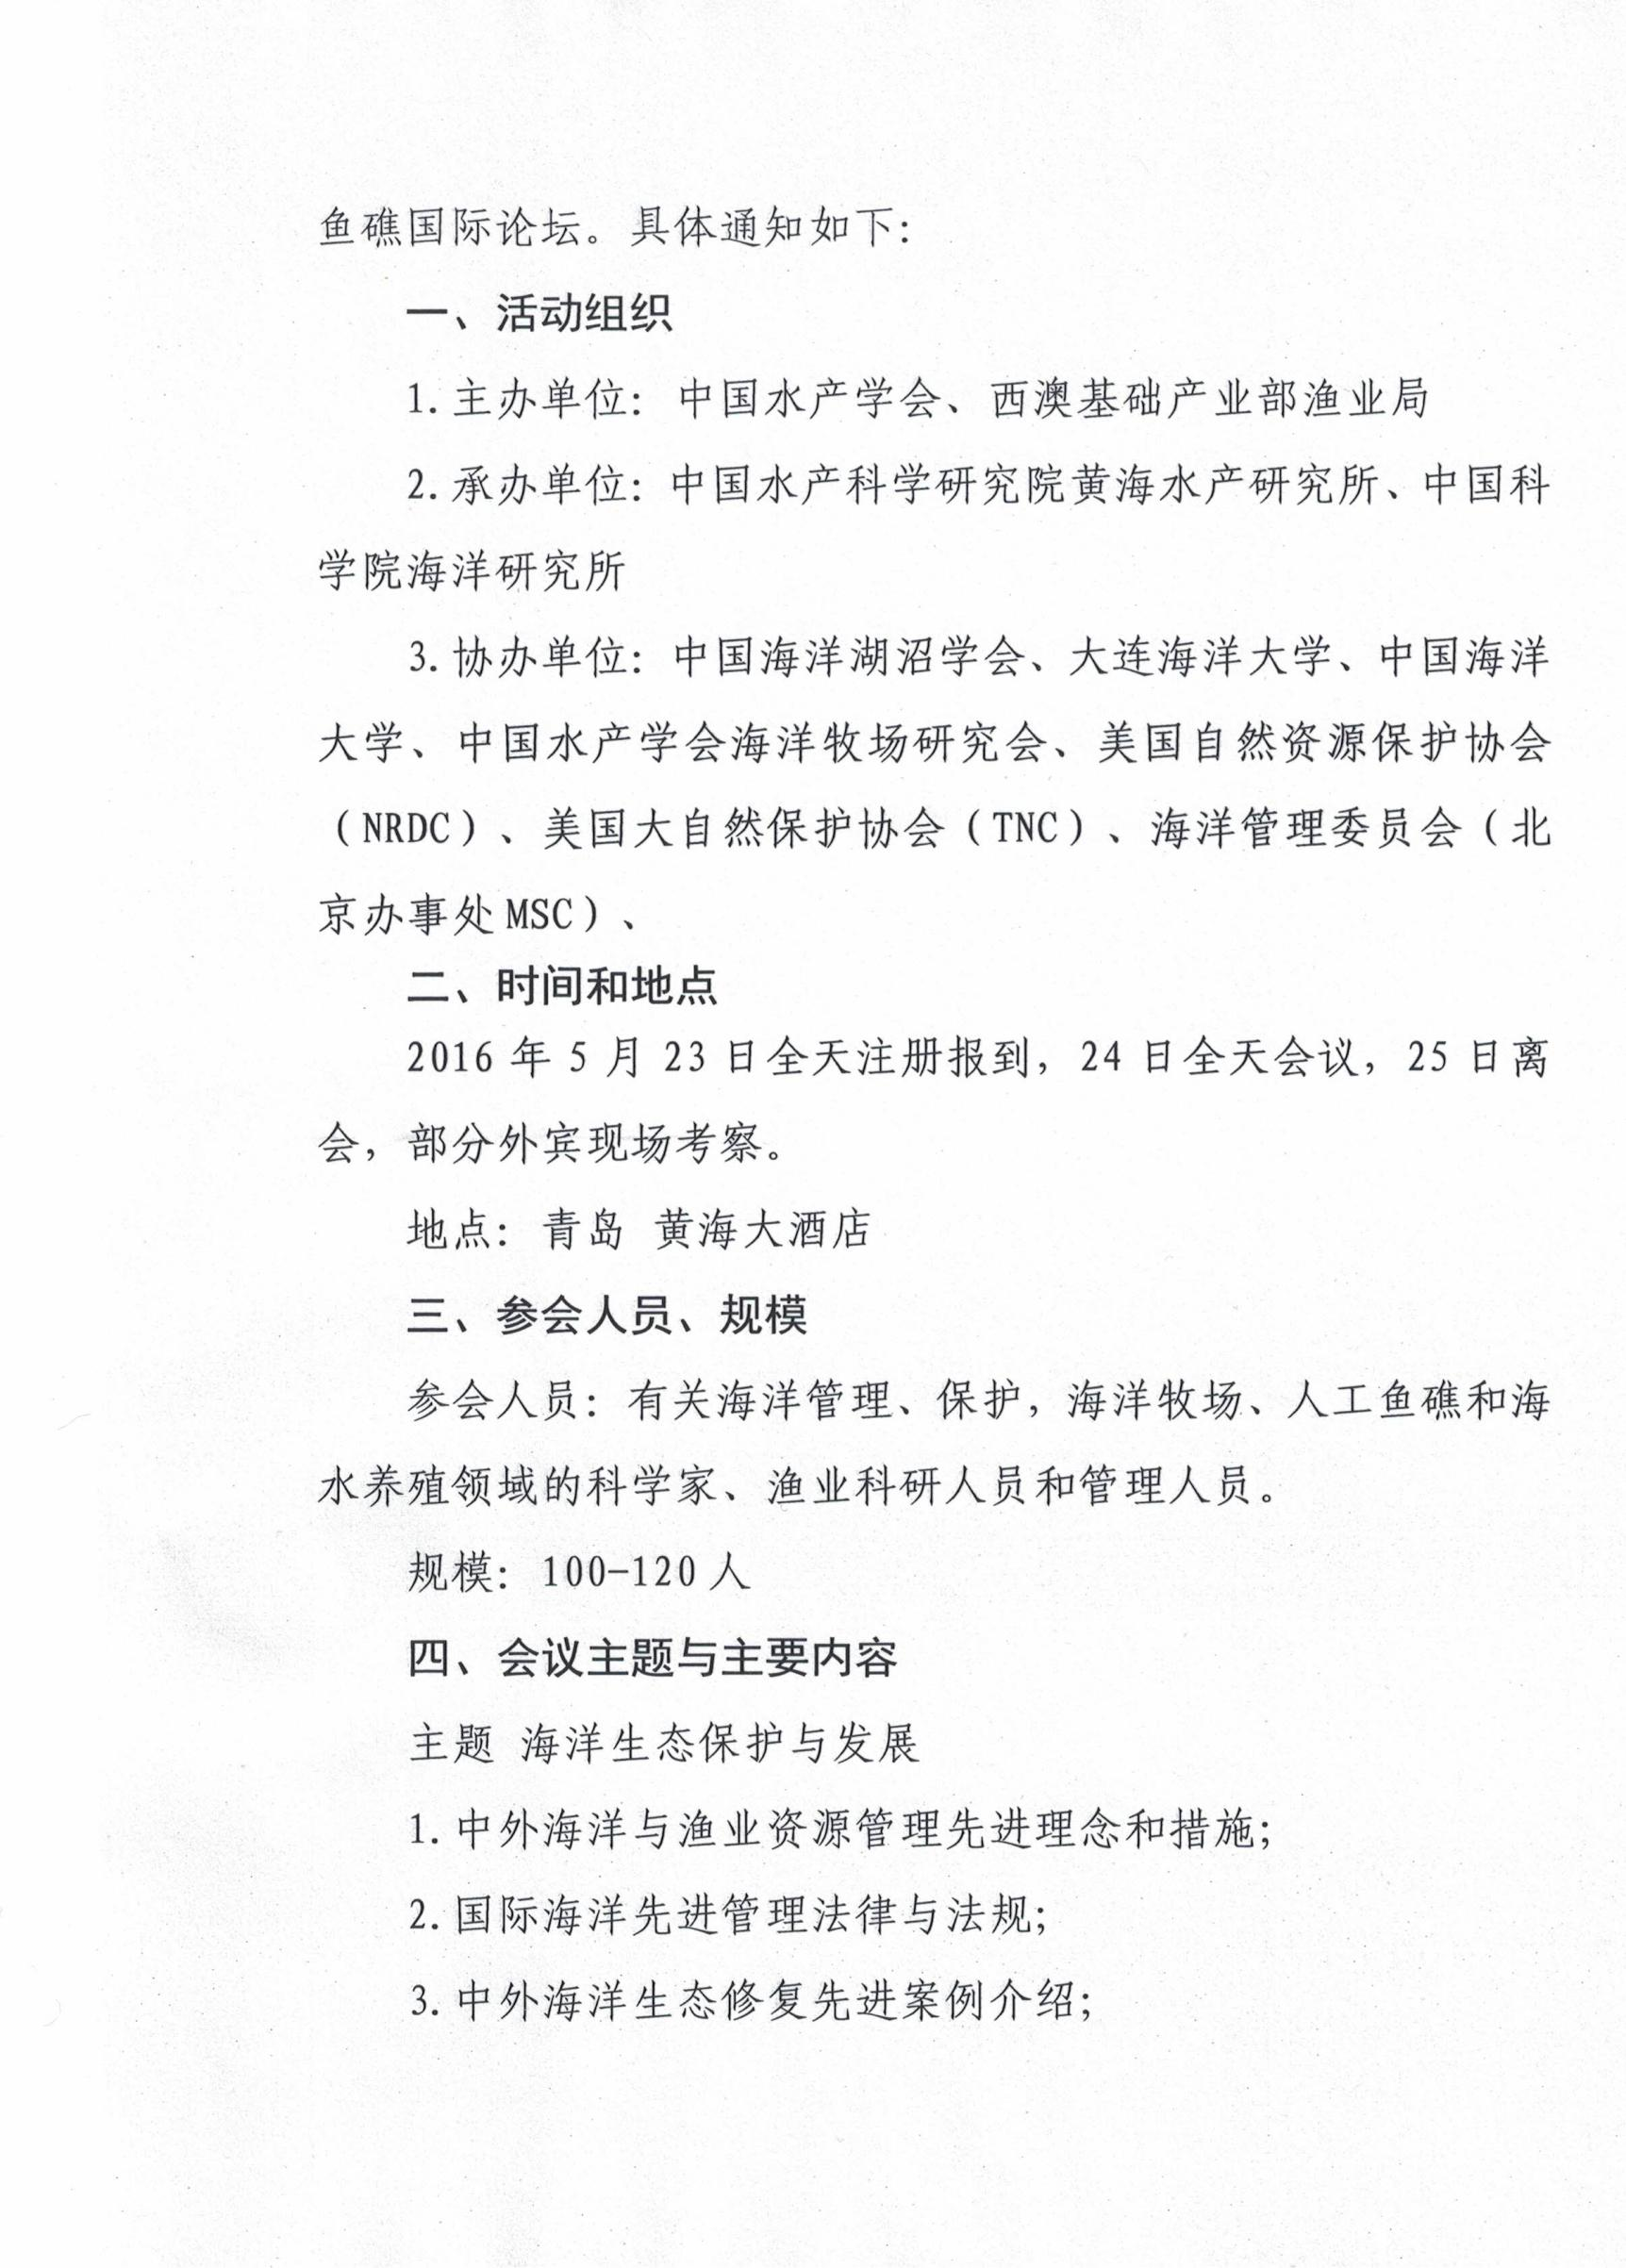 鱼礁国际论坛。具体通知如下:
一、活动组织
1.主办单位: 中国水产学会、西澳基础产业部渔业局
2.承办单位: 中国水产科学研究院黄海水产研究所、中国科
学院海洋研究所
3.协办单位: 中国海洋湖沼学会、大连海洋大学、中国海洋
大学、中国水产学会海洋牧场研究会、美国自然资源保护协会
（NRDC）、美国大自然保护协会（TNC）、海洋管理委员会（北
京办事处MSC）、
二、时间和地点
2016 年 5 月 23 日全天注册报到, 24 日全天会议, 25 日离
会, 部分外宾现场考察。
地点: 青岛 黄海大酒店
三、参会人员、规模
参会人员: 有关海洋管理、保护, 海洋牧场、人工鱼礁和海
水养殖领域的科学家、渔业科研人员和管理人员。
规模: 100-120 人
四、会议主题与主要内容
主题 海洋生态保护与发展
1.中外海洋与渔业资源管理先进理念和措施;
2.国际海洋先进管理法律与法规;
3.中外海洋生态修复先进案例介绍;